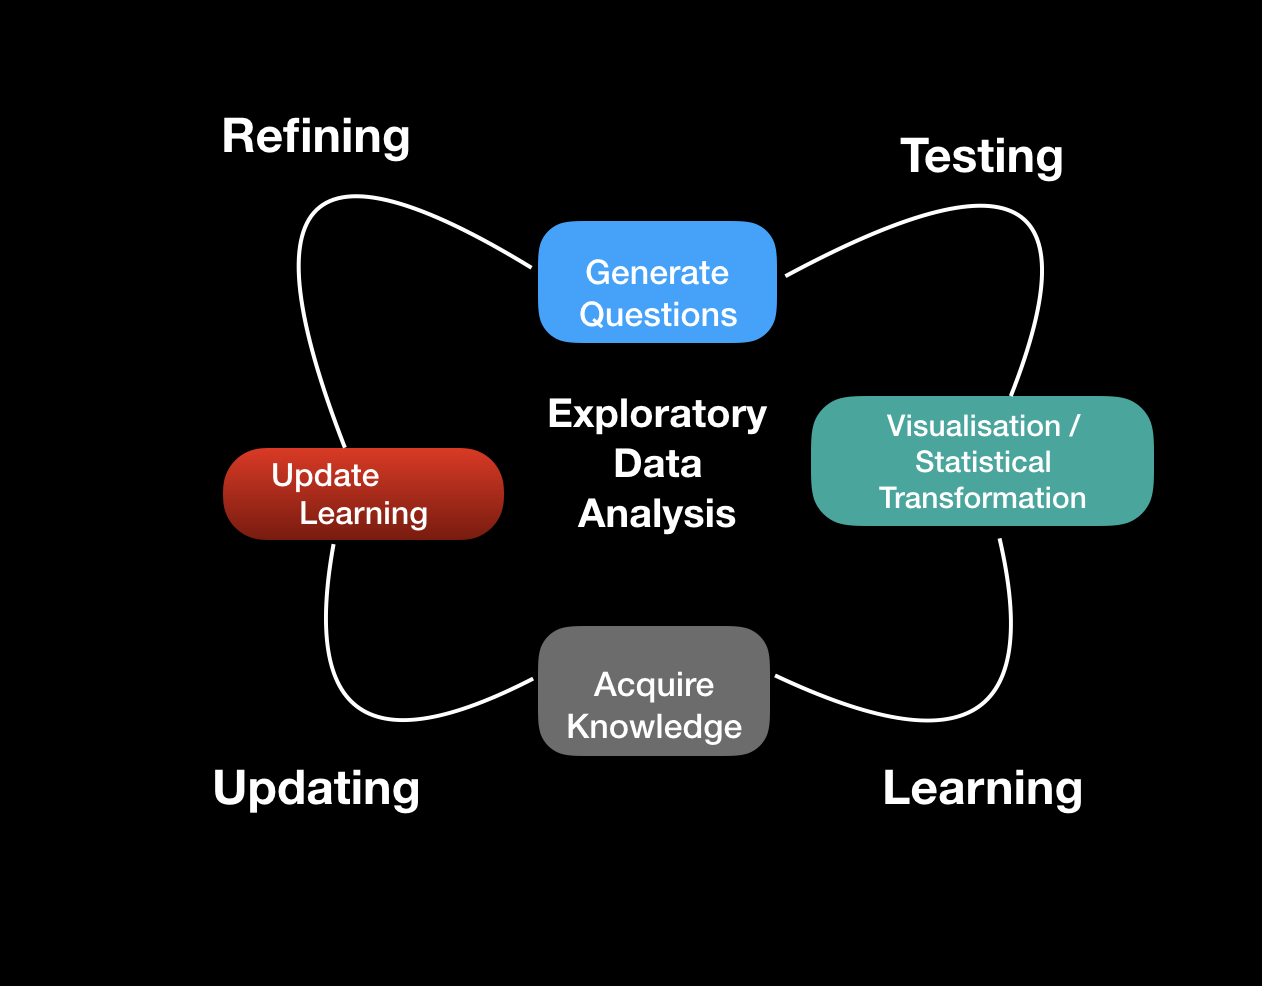 Refining
Testing
Generate
Questions
Exploratory
Data
Analysis
Visualisation /
Statistical
Transformation
Update
Learning
Acquire
Knowledge
Updating
Learning